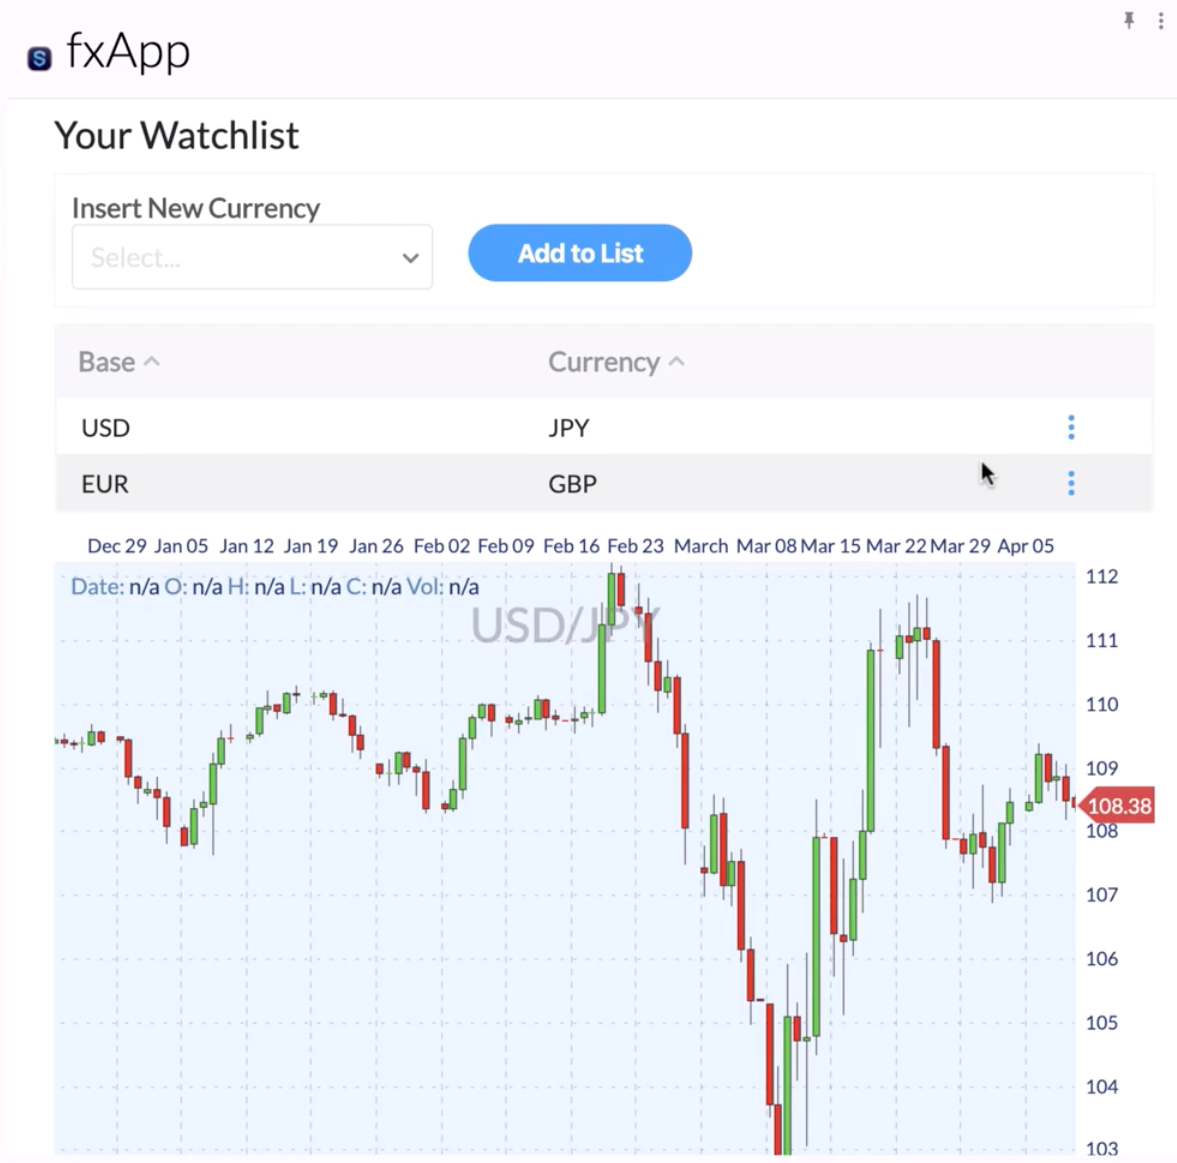 S fxApp
Your Watchlist
Insert New Currency
Select...
Add to List
Base Currency
USD JPY
EUR GBP
Dec 29 Jan 05 Jan 12 Jan 19 Jan 26 Feb 02 Feb 09 Feb 16 Feb 23 March Mar 08 Mar 15 Mar 22 Mar 29 Apr 05
Date: n/a O: n/a H: n/a L: n/a C: n/a Vol: n/a
USD/JPY
112
111
110
109
108.38
108
107
106
105
104
103